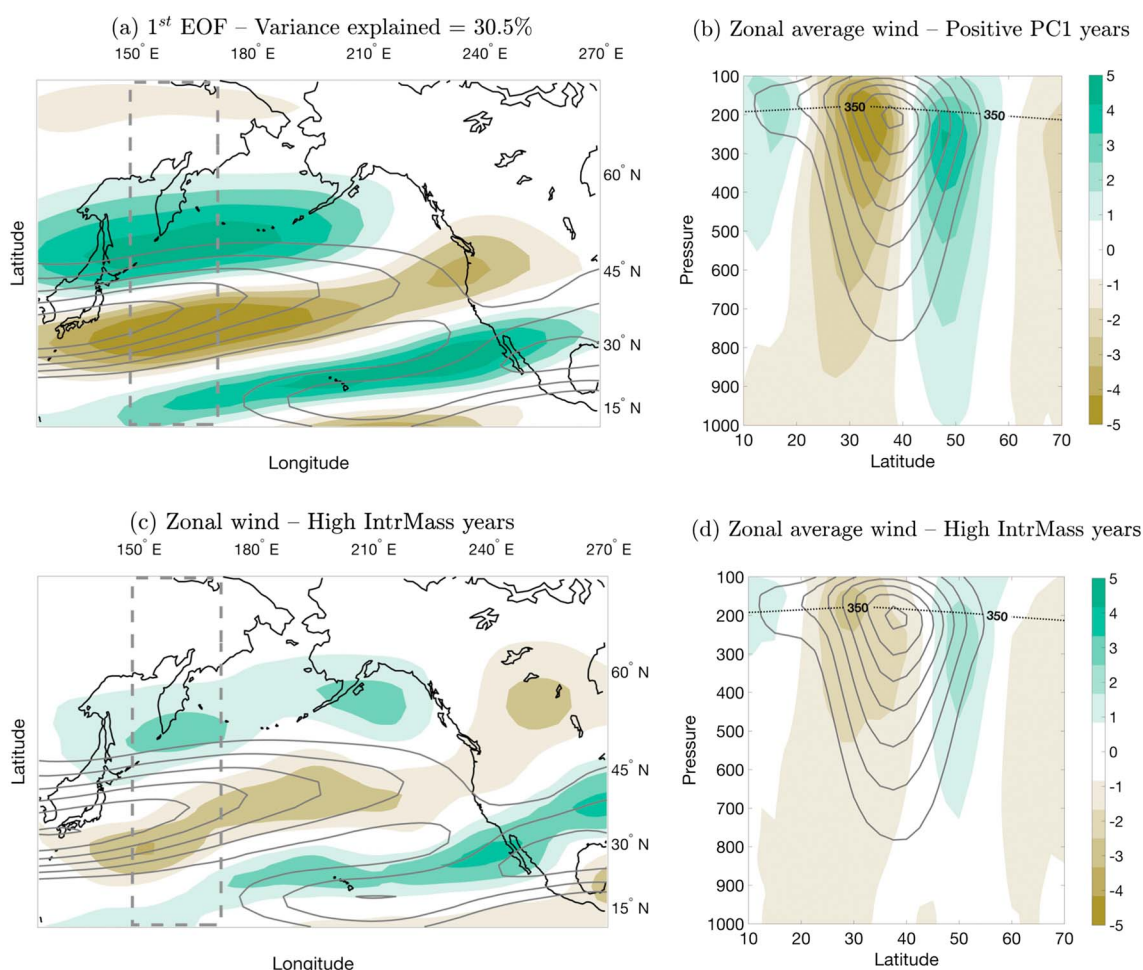 (a) 1st EOF – Variance explained = 30.5%
150° E 180° E 210° E 240° E 270° E
60° N
45° N
30° N
15° N
Latitude
Longitude
(b) Zonal average wind – Positive PC1 years
100
200
300
400
500
600
700
800
900
1000
Pressure
350 350
10 20 30 40 50 60 70
Latitude
5
4
3
2
1
0
-1
-2
-3
-4
-5
(c) Zonal wind – High IntrMass years
150° E 180° E 210° E 240° E 270° E
60° N
45° N
30° N
15° N
Latitude
Longitude
(d) Zonal average wind – High IntrMass years
100
200
300
400
500
600
700
800
900
1000
Pressure
350 350
10 20 30 40 50 60 70
Latitude
5
4
3
2
1
0
-1
-2
-3
-4
-5